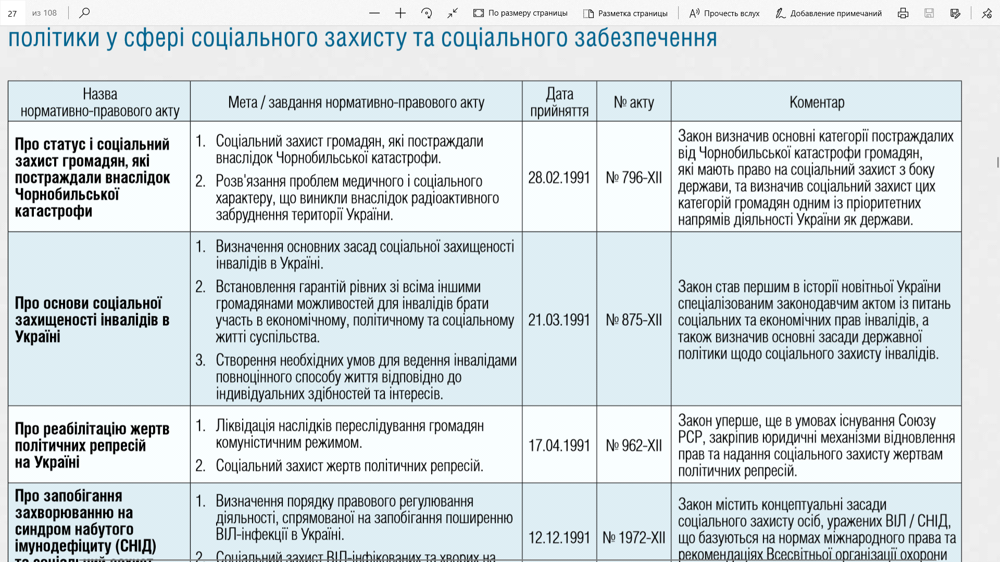 27 из 108 По размеру страницы Разметка страницы Прочесть вслух Добавление примечаний
політики у сфері соціального захисту та соціального забезпечення
Назва
нормативно-правового акту
Мета / завдання нормативно-правового акту
Дата
прийняття
№ акту
Коментар
Про статус і соціальний
захист громадян, які
постраждали внаслідок
Чорнобильської
катастрофи
1. Соціальний захист громадян, які постраждали
внаслідок Чорнобильської катастрофи.
2. Розв'язання проблем медичного і соціального
характеру, що виникли внаслідок радіоактивного
забруднення території України.
28.02.1991
№ 796-XII
Закон визначив основні категорії постраждалих
від Чорнобильської катастрофи громадян,
які мають право на соціальний захист з боку
держави, та визначив соціальний захист цих
категорій громадян одним із пріоритетних
напрямів діяльності України як держави.
Про основи соціальної
захищеності інвалідів в
Україні
1. Визначення основних засад соціальної захищеності
інвалідів в Україні.
2. Встановлення гарантій рівних зі всіма іншими
громадянами можливостей для інвалідів брати
участь в економічному, політичному та соціальному
житті суспільства.
3. Створення необхідних умов для ведення інвалідами
повноцінного способу життя відповідно до
індивідуальних здібностей та інтересів.
21.03.1991
№ 875-XII
Закон став першим в історії новітньої України
спеціалізованим законодавчим актом із питань
соціальних та економічних прав інвалідів, а
також визначив основні засади державної
політики щодо соціального захисту інвалідів.
Про реабілітацію жертв
політичних репресій
на Україні
1. Ліквідація наслідків переслідування громадян
комуністичним режимом.
2. Соціальний захист жертв політичних репресій.
17.04.1991
№ 962-XII
Закон уперше, ще в умовах існування Союзу
РСР, закріпив юридичні механізми відновлення
прав та надання соціального захисту жертвам
політичних репресій.
Про запобігання
захворюванню на
синдром набутого
імунодефіциту (СНІД)
та соціальний захист
1. Визначення порядку правового регулювання
діяльності, спрямованої на запобігання поширенню
ВІЛ-інфекції в Україні.
2. Соціальний захист ВІЛ-інфікованих та хворих на
12.12.1991
№ 1972-XII
Закон містить концептуальні засади
соціального захисту осіб, уражених ВІЛ / СНІД,
що базуються на нормах міжнародного права та
рекомендаціях Всесвітньої організації охорони